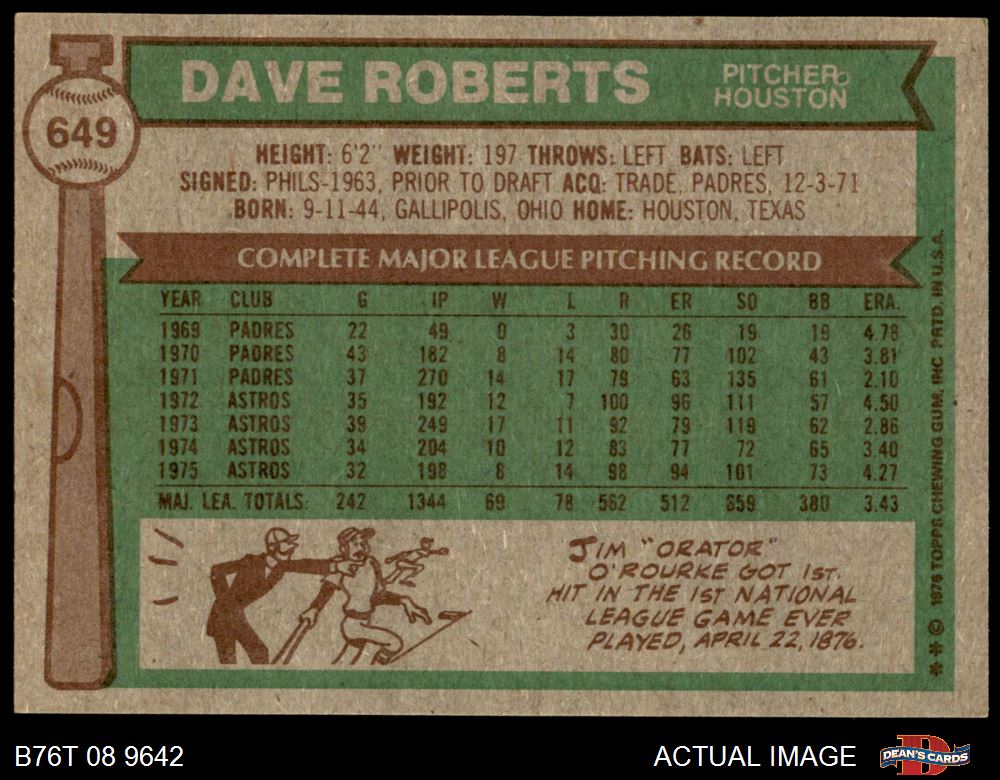 649
DAVE ROBERTS
PITCHER
HOUSTON
HEIGHT: 6'2" WEIGHT: 197 THROWS: LEFT BATS: LEFT
SIGNED: PHILS-1963, PRIOR TO DRAFT ACQ: TRADE, PADRES, 12-3-71
BORN: 9-11-44, GALLIPOLIS, OHIO HOME: HOUSTON, TEXAS
COMPLETE MAJOR LEAGUE PITCHING RECORD
YEAR CLUB G IP W L R ER SO BB ERA.
1969 PADRES 22 49 0 3 30 26 19 19 4.78
1970 PADRES 43 182 8 14 80 77 102 43 3.81
1971 PADRES 37 270 14 17 79 63 135 61 2.10
1972 ASTROS 35 192 12 7 100 96 111 57 4.50
1973 ASTROS 39 249 17 11 92 79 119 62 2.86
1974 ASTROS 34 204 10 12 83 77 72 65 3.40
1975 ASTROS 32 198 8 14 98 94 101 73 4.27
MAJ. LEA. TOTALS: 242 1344 69 78 562 512 659 380 3.43
JIM "ORATOR"
O'ROURKE GOT 1ST.
HIT IN THE 1ST NATIONAL
LEAGUE GAME EVER
PLAYED, APRIL 22, 1876.
** © 1976 TOPPS CHEWING GUM, INC PRTD. IN U.S.A.
B76T 08 9642
ACTUAL IMAGE
D
DEAN'S CARDS